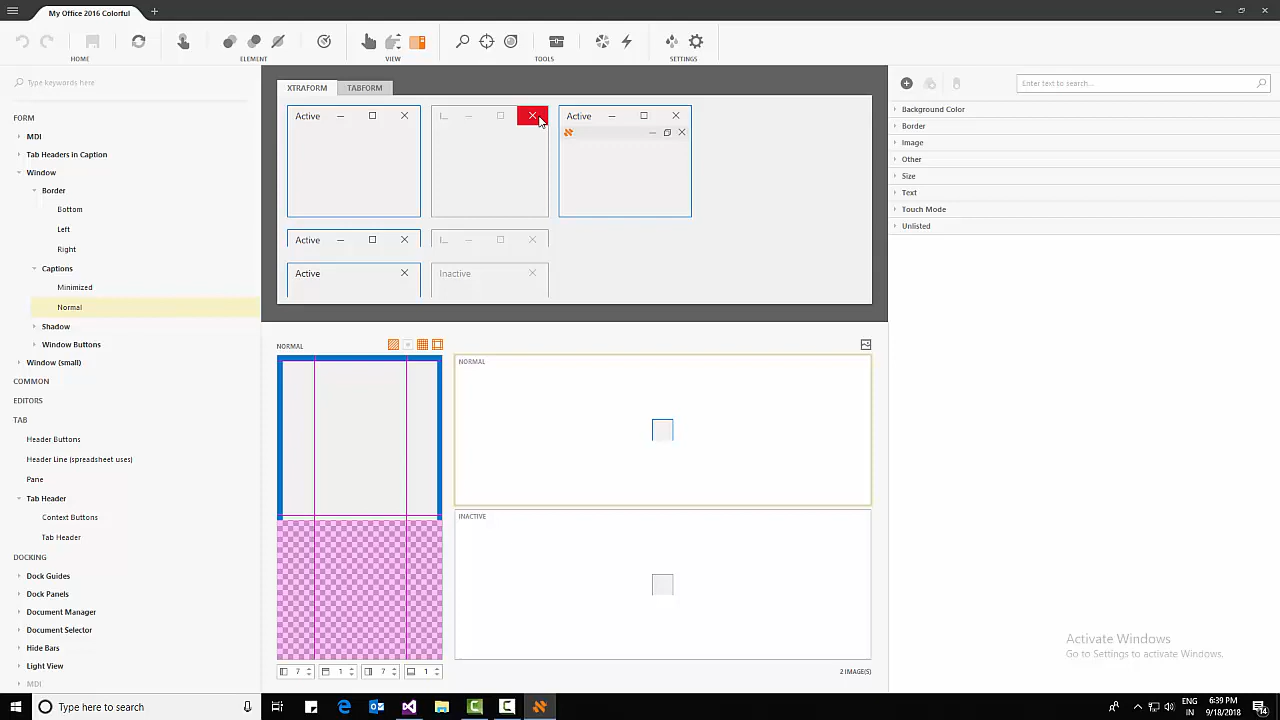 My Office 2016 Colorful
HOME
ELEMENT
VIEW
TOOLS
SETTINGS
Type keywords here
FORM
MDI
Tab Headers in Caption
Window
Border
Bottom
Left
Right
Captions
Minimized
Normal
Shadow
Window Buttons
Window (small)
COMMON
EDITORS
TAB
Header Buttons
Header Line (spreadsheet uses)
Pane
Tab Header
Context Buttons
Tab Header
DOCKING
Dock Guides
Dock Panels
Document Manager
Document Selector
Hide Bars
Light View
MDI
XTRAFORM TABFORM
Active I... Active
Active I...
Active Inactive
NORMAL
NORMAL
INACTIVE
7 1 7 1
2 IMAGE(S)
Enter text to search...
Background Color
Border
Image
Other
Size
Text
Touch Mode
Unlisted
Activate Windows
Go to Settings to activate Windows.
Type here to search
ENG
IN
6:39 PM
9/18/2018